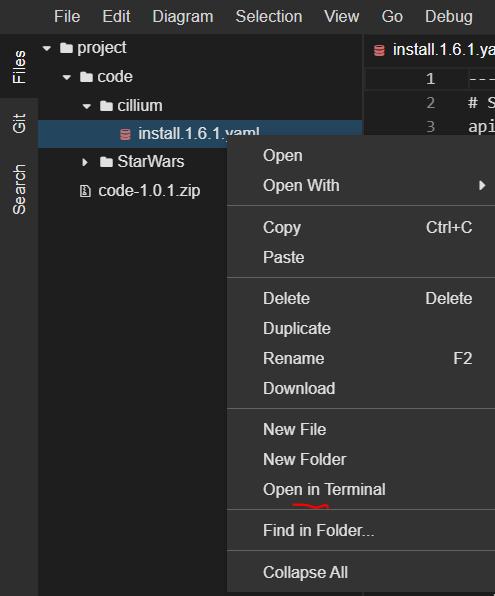 File Edit Diagram Selection View Go Debug
Files
Git
Search
project
code
cillium
install.1.6.1.yaml
StarWars
code-1.0.1.zip
install.1.6.1.ya
1 ---
2 # S
3 api
Open
Open With
Copy Ctrl+C
Paste
Delete Delete
Duplicate
Rename F2
Download
New File
New Folder
Open in Terminal
Find in Folder...
Collapse All